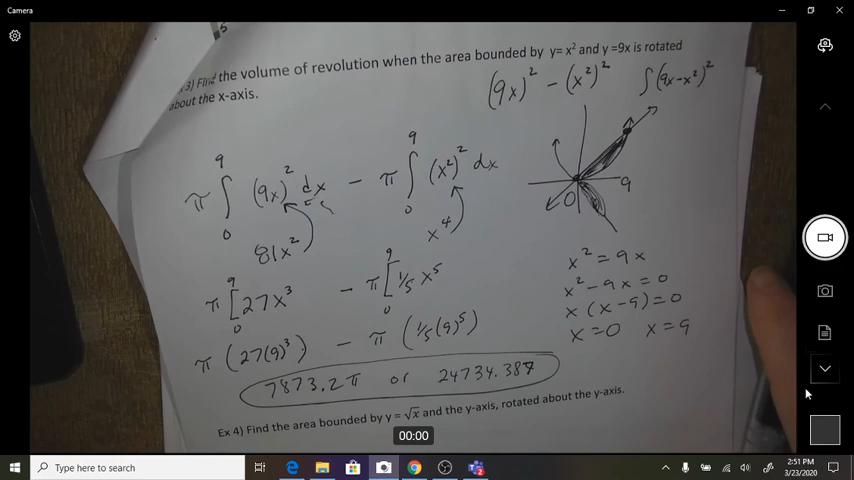 Camera
3) Find the volume of revolution when the area bounded by y= x² and y =9x is rotated
about the x-axis.
(9x)² - (x²)² ∫(9x-x²)²
π ∫₀⁹ (9x)² dx - π ∫₀⁹ (x²)² dx
81x² x⁴
0 9
π [₀⁹ 27x³ - π [₀⁹ 1/5 x⁵
π (27(9)³) - π (1/5(9)⁵)
7873.2π or 24734.387
x² = 9x
x² - 9x = 0
x (x-9) = 0
x = 0 x = 9
Ex 4) Find the area bounded by y = √x and the y-axis, rotated about the y-axis.
00:00
Type here to search
2:51 PM
3/23/2020